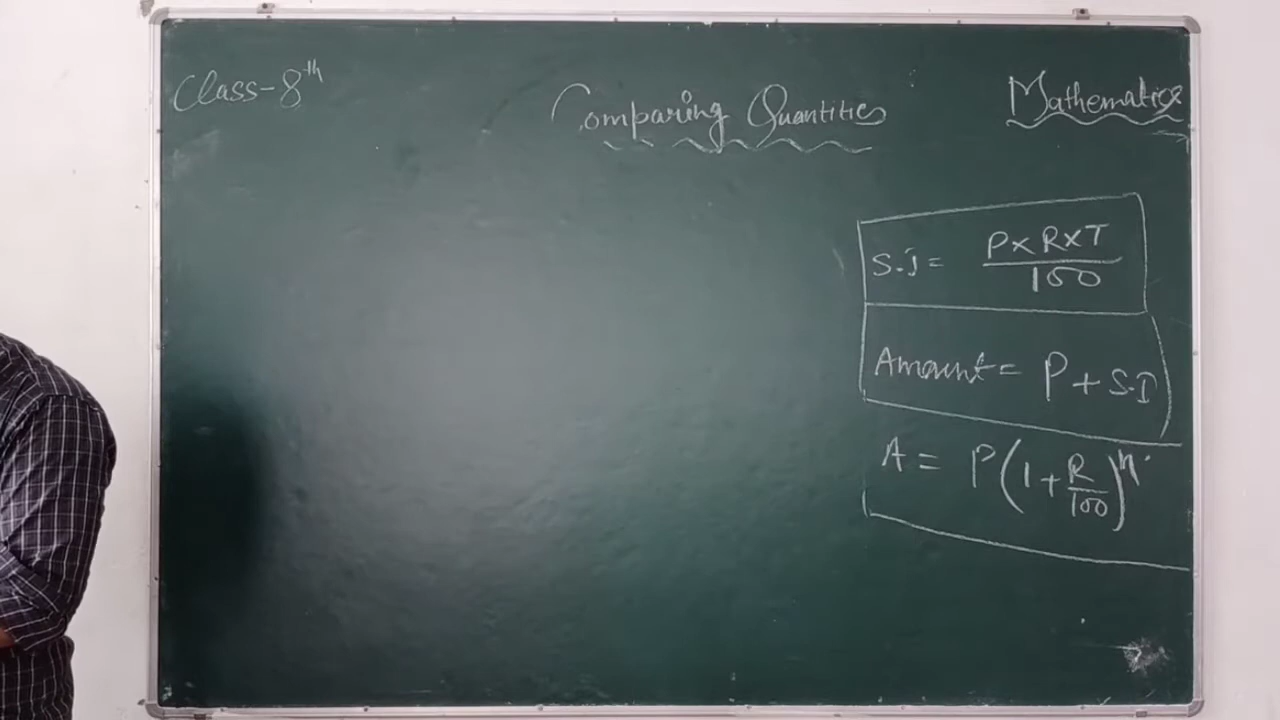 Class-8th
Comparing Quantities
Mathematics
S.I = P×R×T/100
Amount = P + S.I
A = P(1+R/100)^n